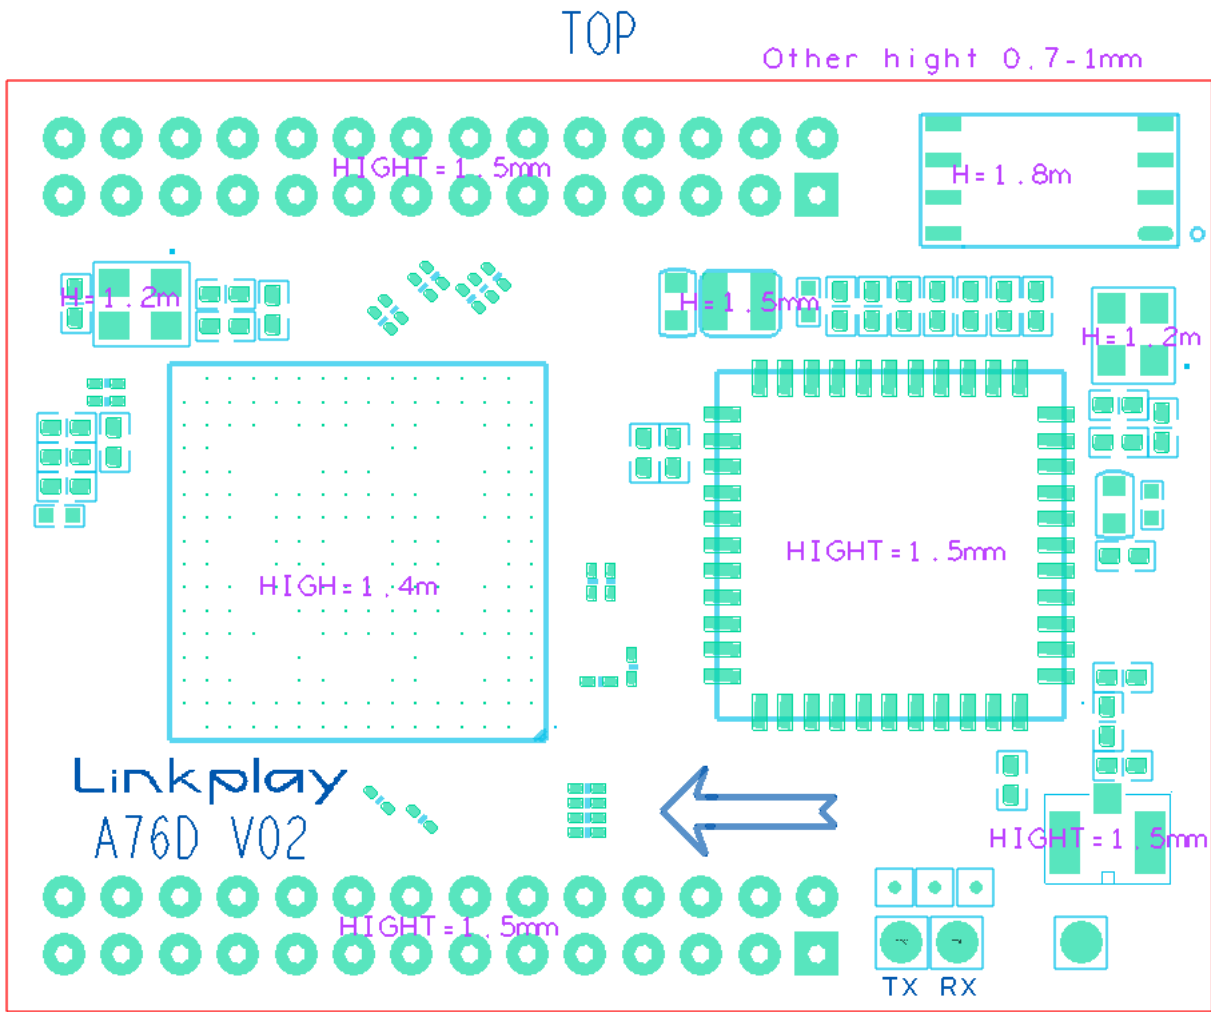 TOP
Other hight 0.7-1mm
HIGHT=1.5mm
H=1.8m
H=1.2m
H=1.5mm
H=1.2m
HIGHT=1.5mm
HIGH=1.4m
Linkplay
A76D V02
HIGHT=1.5mm
HIGHT=1.5mm
TX RX